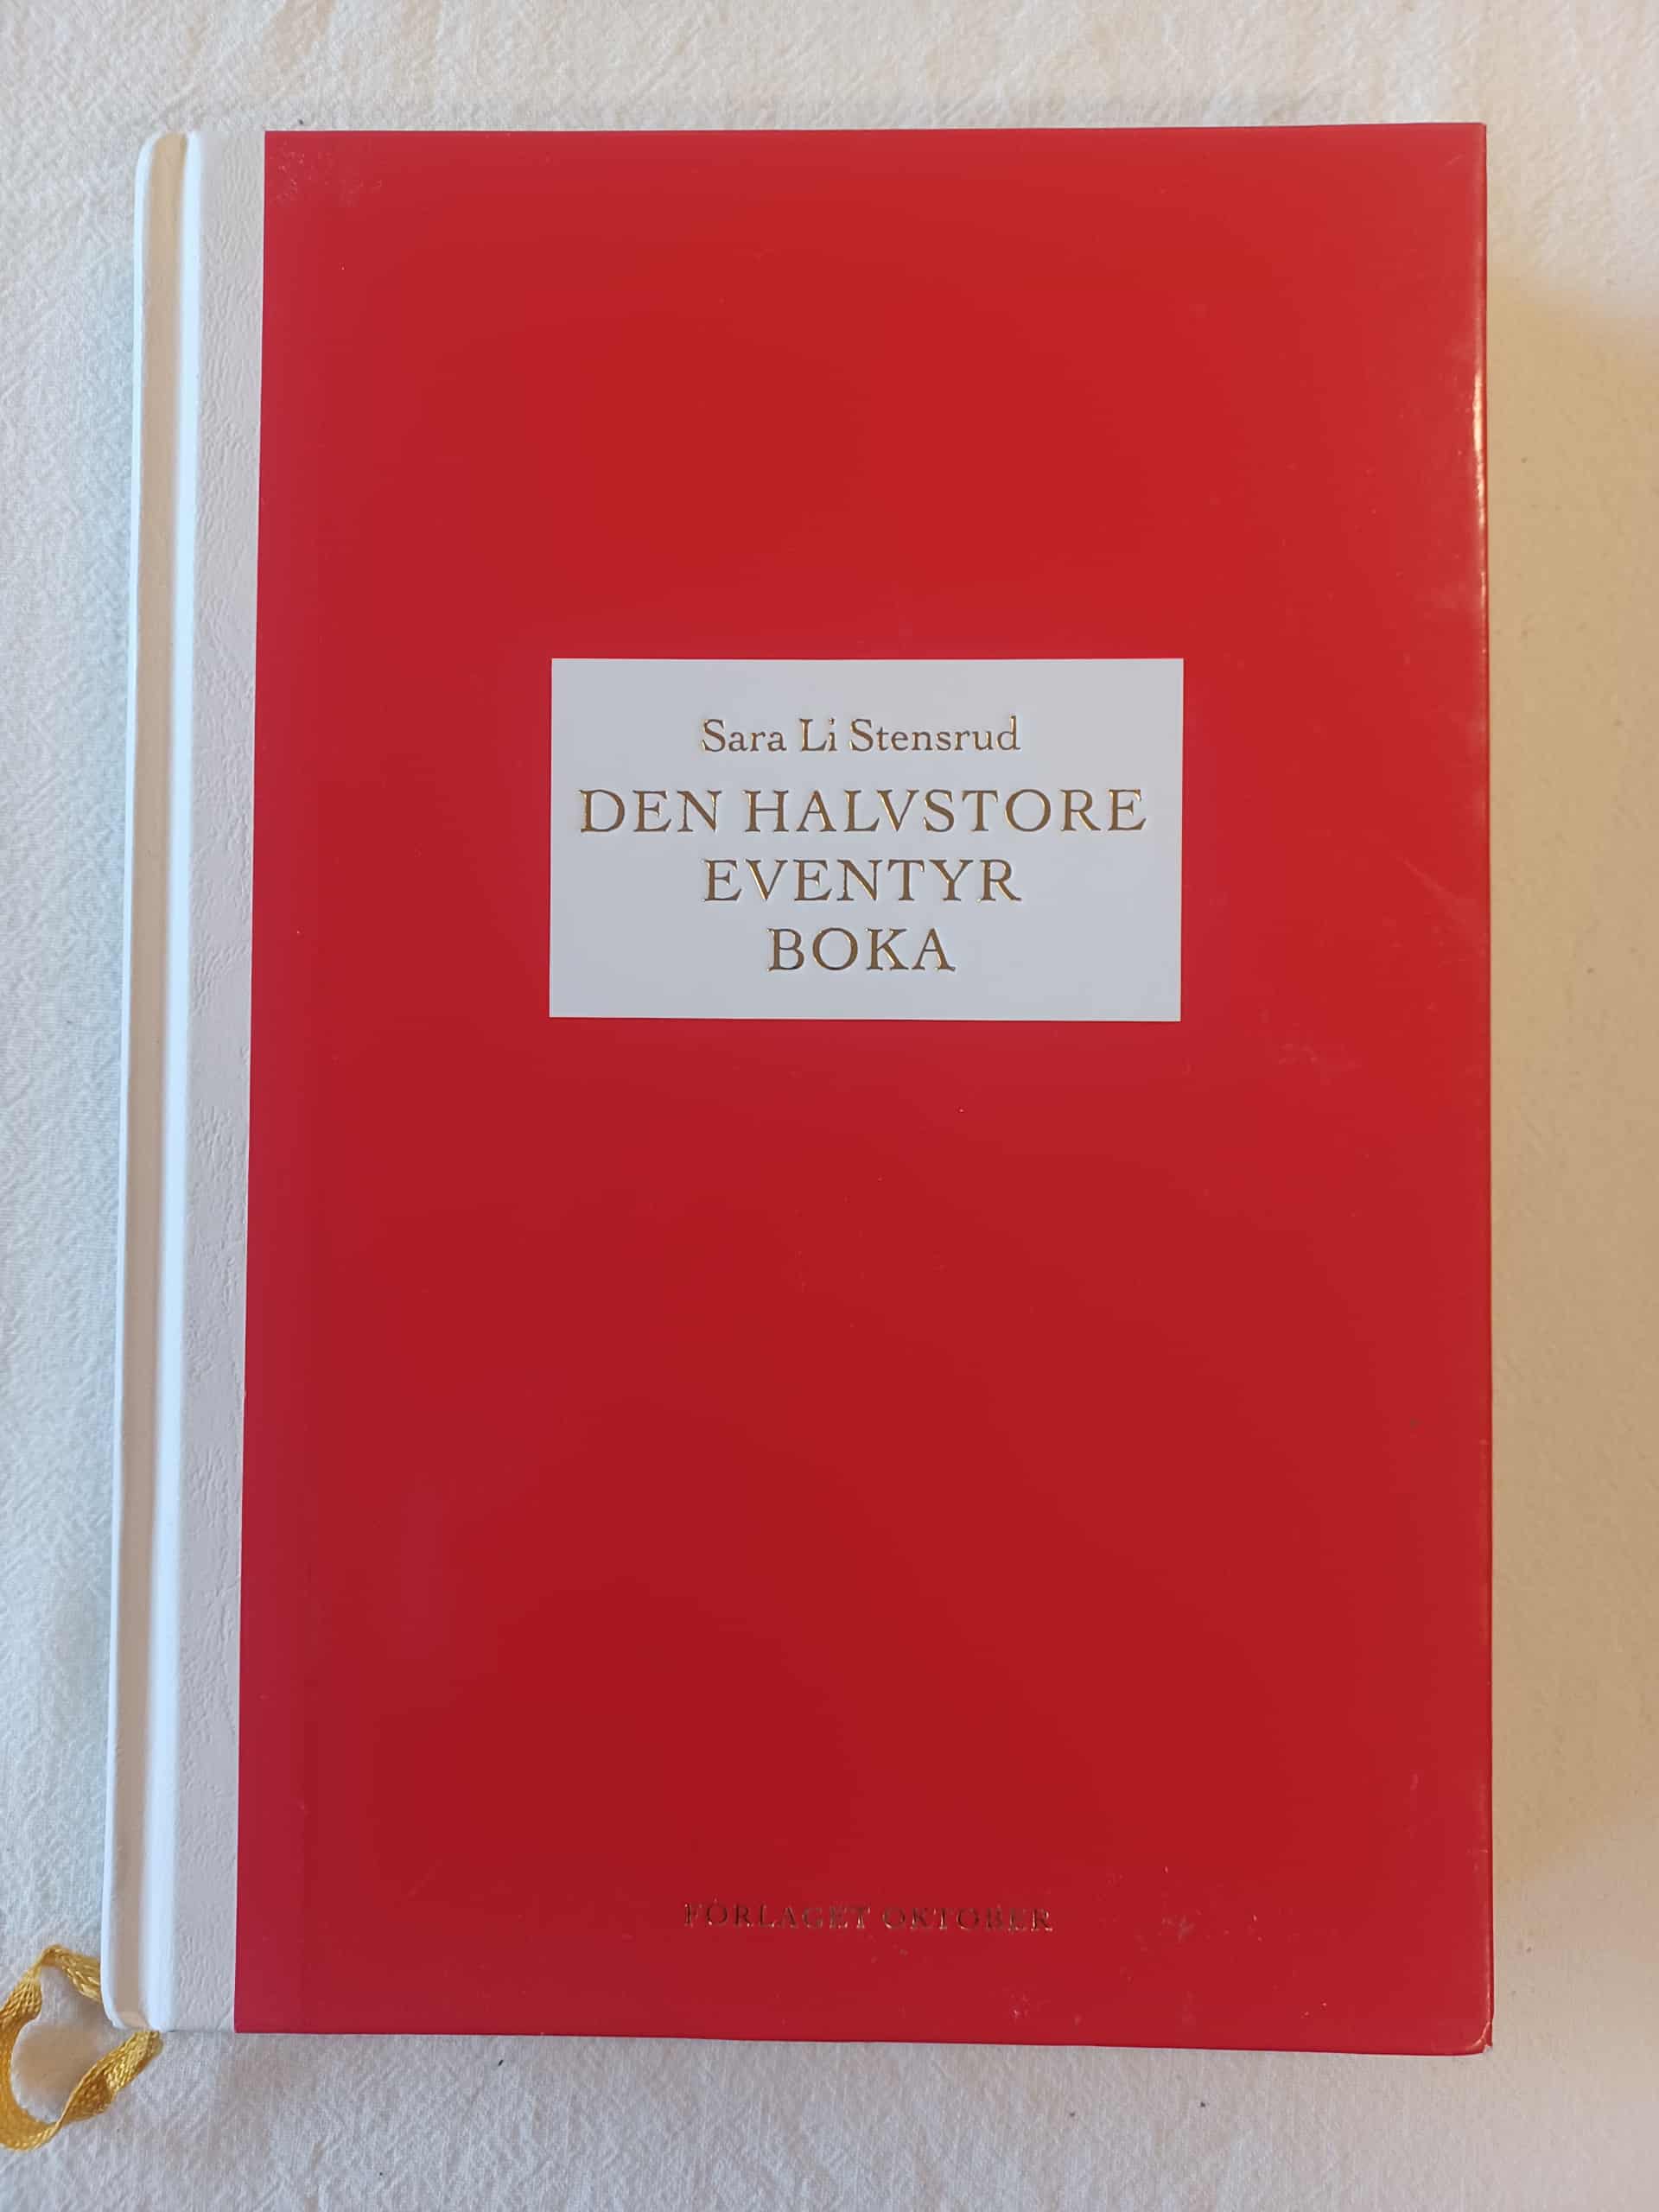 Sara Li Stensrud
DEN HALVSTORE
EVENTYR
BOKA
FORLAGET OKTOBER